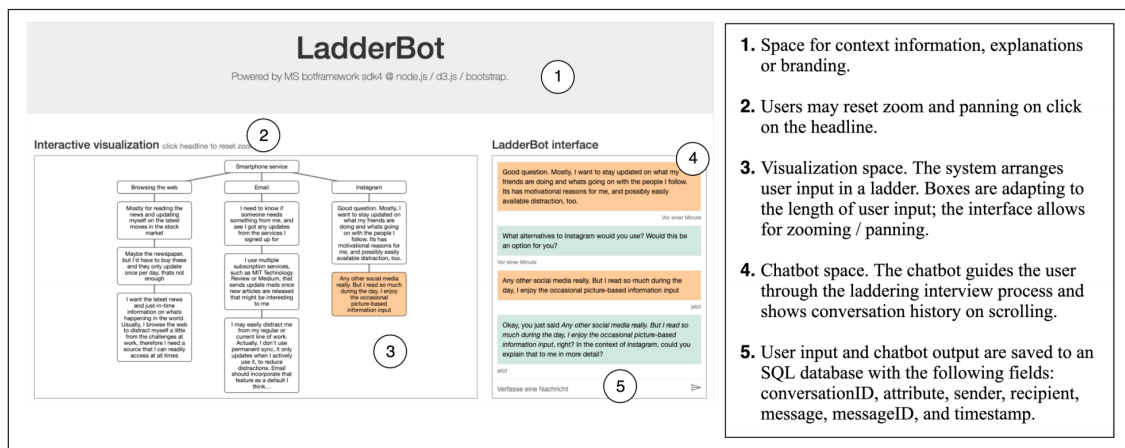 LadderBot
Powered by MS botframework sdk4 @ node.js / d3.js / bootstrap.
1
2
Interactive visualization click headline to reset zoo
Smartphone service
Browsing the web
Email
Instagram
Mostly for reading the
news and updating
myself on the latest
moves in the stock
market
I need to know if
someone needs
something from me, and
see I got any updates
from the services I
signed up for
Good question. Mostly, I
want to stay updated on
what my friends are
doing and whats going
on with the people I
follow. Its has
motivational reasons for
me, and possibly easily
available distraction, too.
Maybe the newspaper,
but I'd have to buy these
and they only update
once per day, thats not
enough
I use multiple
subscription services,
such as MIT Technology
Review or Medium, that
sends update mails once
new articles are released
that might be interesting
to me
Any other social media
really. But I read so much
during the day, I enjoy
the occasional
picture-based
information input
I want the latest news
and just-in-time
information on whats
happening in the world.
Usually, I browse the web
to distract myself a little
from the challenges at
work, therefore I need a
source that I can readily
access at all times
I may easily distract me
from my regular or
current line of work.
Actually, I don't use
permanent sync, it only
updates when I actively
use it, to reduce
distractions. Email
should incorporate that
feature as a default I
think...
3
LadderBot interface
4
Good question. Mostly, I want to stay updated on what my
friends are doing and whats going on with the people I follow.
Its has motivational reasons for me, and possibly easily
available distraction, too.
Vor einer Minute
What alternatives to Instagram would you use? Would this be
an option for you?
Vor einer Minute
Any other social media really. But I read so much during the
day, I enjoy the occasional picture-based information input
jetzt
Okay, you just said Any other social media really. But I read so
much during the day, I enjoy the occasional picture-based
information input, right? In the context of Instagram, could you
explain that to me in more detail?
jetzt
5
Verfasse eine Nachricht
1. Space for context information, explanations
or branding.
2. Users may reset zoom and panning on click
on the headline.
3. Visualization space. The system arranges
user input in a ladder. Boxes are adapting to
the length of user input; the interface allows
for zooming / panning.
4. Chatbot space. The chatbot guides the user
through the laddering interview process and
shows conversation history on scrolling.
5. User input and chatbot output are saved to an
SQL database with the following fields:
conversationID, attribute, sender, recipient,
message, messageID, and timestamp.